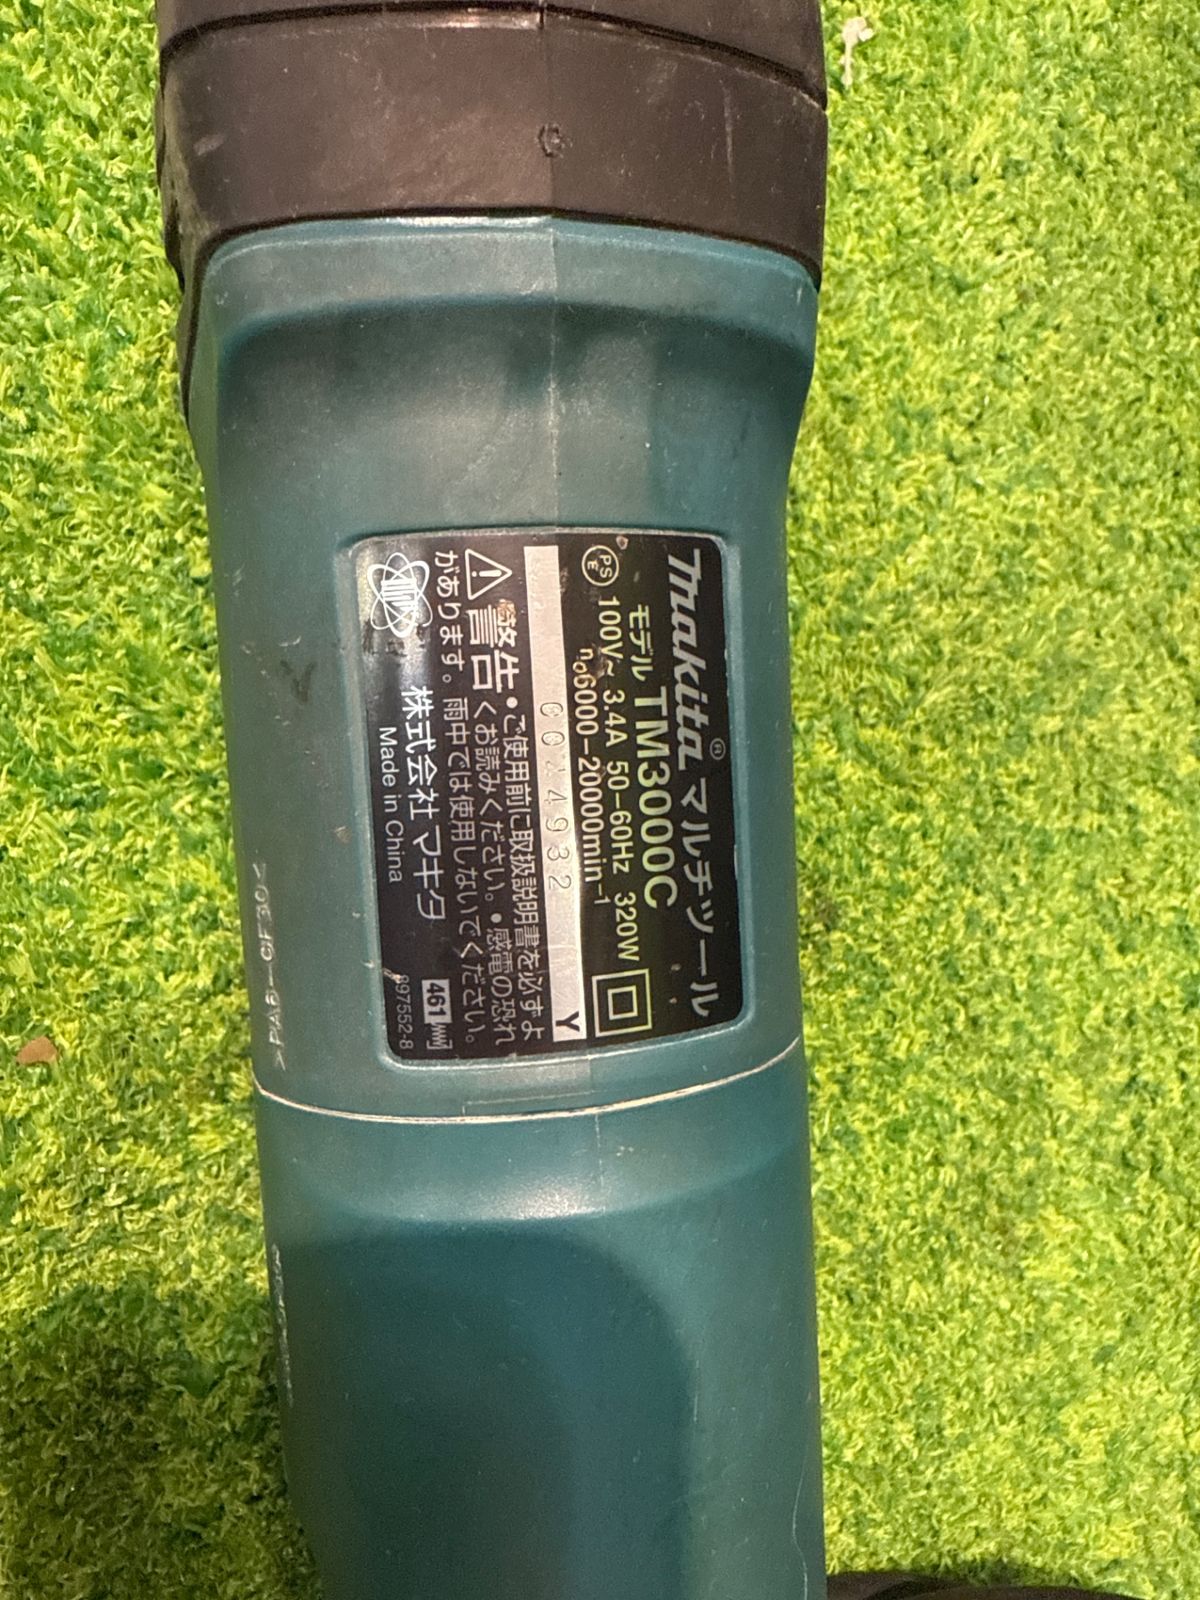 makita® マルチツール
モデル TM3000C
PS E 100V~ 3.4A 50-60Hz 320W
n₀6000-20000min⁻¹
0024932 Y
警告 •ご使用前に取扱説明書を必ずよ
くお読みください。•感電の恐れ
があります。雨中では使用しないでください。
株式会社マキタ 461
Made in China 897552-8
>PA6-GF30<